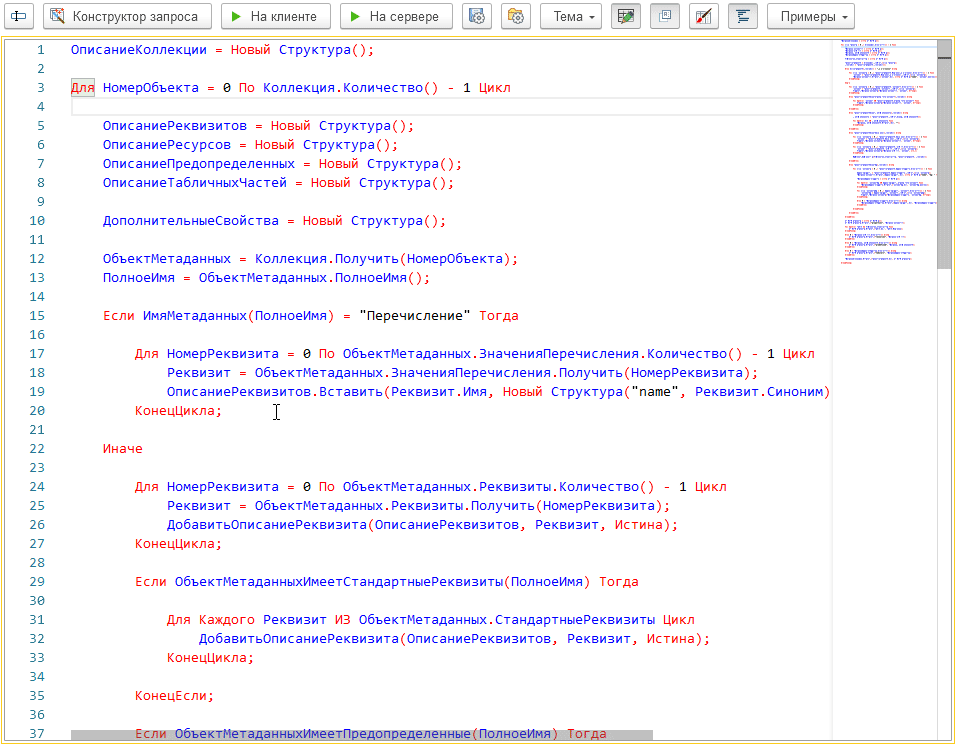 Конструктор запроса На клиенте На сервере Тема Примеры
1 ОписаниеКоллекции = Новый Структура();
2
3 Для НомерОбъекта = 0 По Коллекция.Количество() - 1 Цикл
4
5 ОписаниеРеквизитов = Новый Структура();
6 ОписаниеРесурсов = Новый Структура();
7 ОписаниеПредопределенных = Новый Структура();
8 ОписаниеТабличныхЧастей = Новый Структура();
9
10 ДополнительныеСвойства = Новый Структура();
11
12 ОбъектМетаданных = Коллекция.Получить(НомерОбъекта);
13 ПолноеИмя = ОбъектМетаданных.ПолноеИмя();
14
15 Если ИмяМетаданных(ПолноеИмя) = "Перечисление" Тогда
16
17 Для НомерРеквизита = 0 По ОбъектМетаданных.ЗначенияПеречисления.Количество() - 1 Цикл
18 Реквизит = ОбъектМетаданных.ЗначенияПеречисления.Получить(НомерРеквизита);
19 ОписаниеРеквизитов.Вставить(Реквизит.Имя, Новый Структура("name", Реквизит.Синоним)
20 КонецЦикла;
21
22 Иначе
23
24 Для НомерРеквизита = 0 По ОбъектМетаданных.Реквизиты.Количество() - 1 Цикл
25 Реквизит = ОбъектМетаданных.Реквизиты.Получить(НомерРеквизита);
26 ДобавитьОписаниеРеквизита(ОписаниеРеквизитов, Реквизит, Истина);
27 КонецЦикла;
28
29 Если ОбъектМетаданныхИмеетСтандартныеРеквизиты(ПолноеИмя) Тогда
30
31 Для Каждого Реквизит ИЗ ОбъектМетаданных.СтандартныеРеквизиты Цикл
32 ДобавитьОписаниеРеквизита(ОписаниеРеквизитов, Реквизит, Истина);
33 КонецЦикла;
34
35 КонецЕсли;
36
37 Если ОбъектМетаданныхИмеетПредопределенные(ПолноеИмя) Тогда